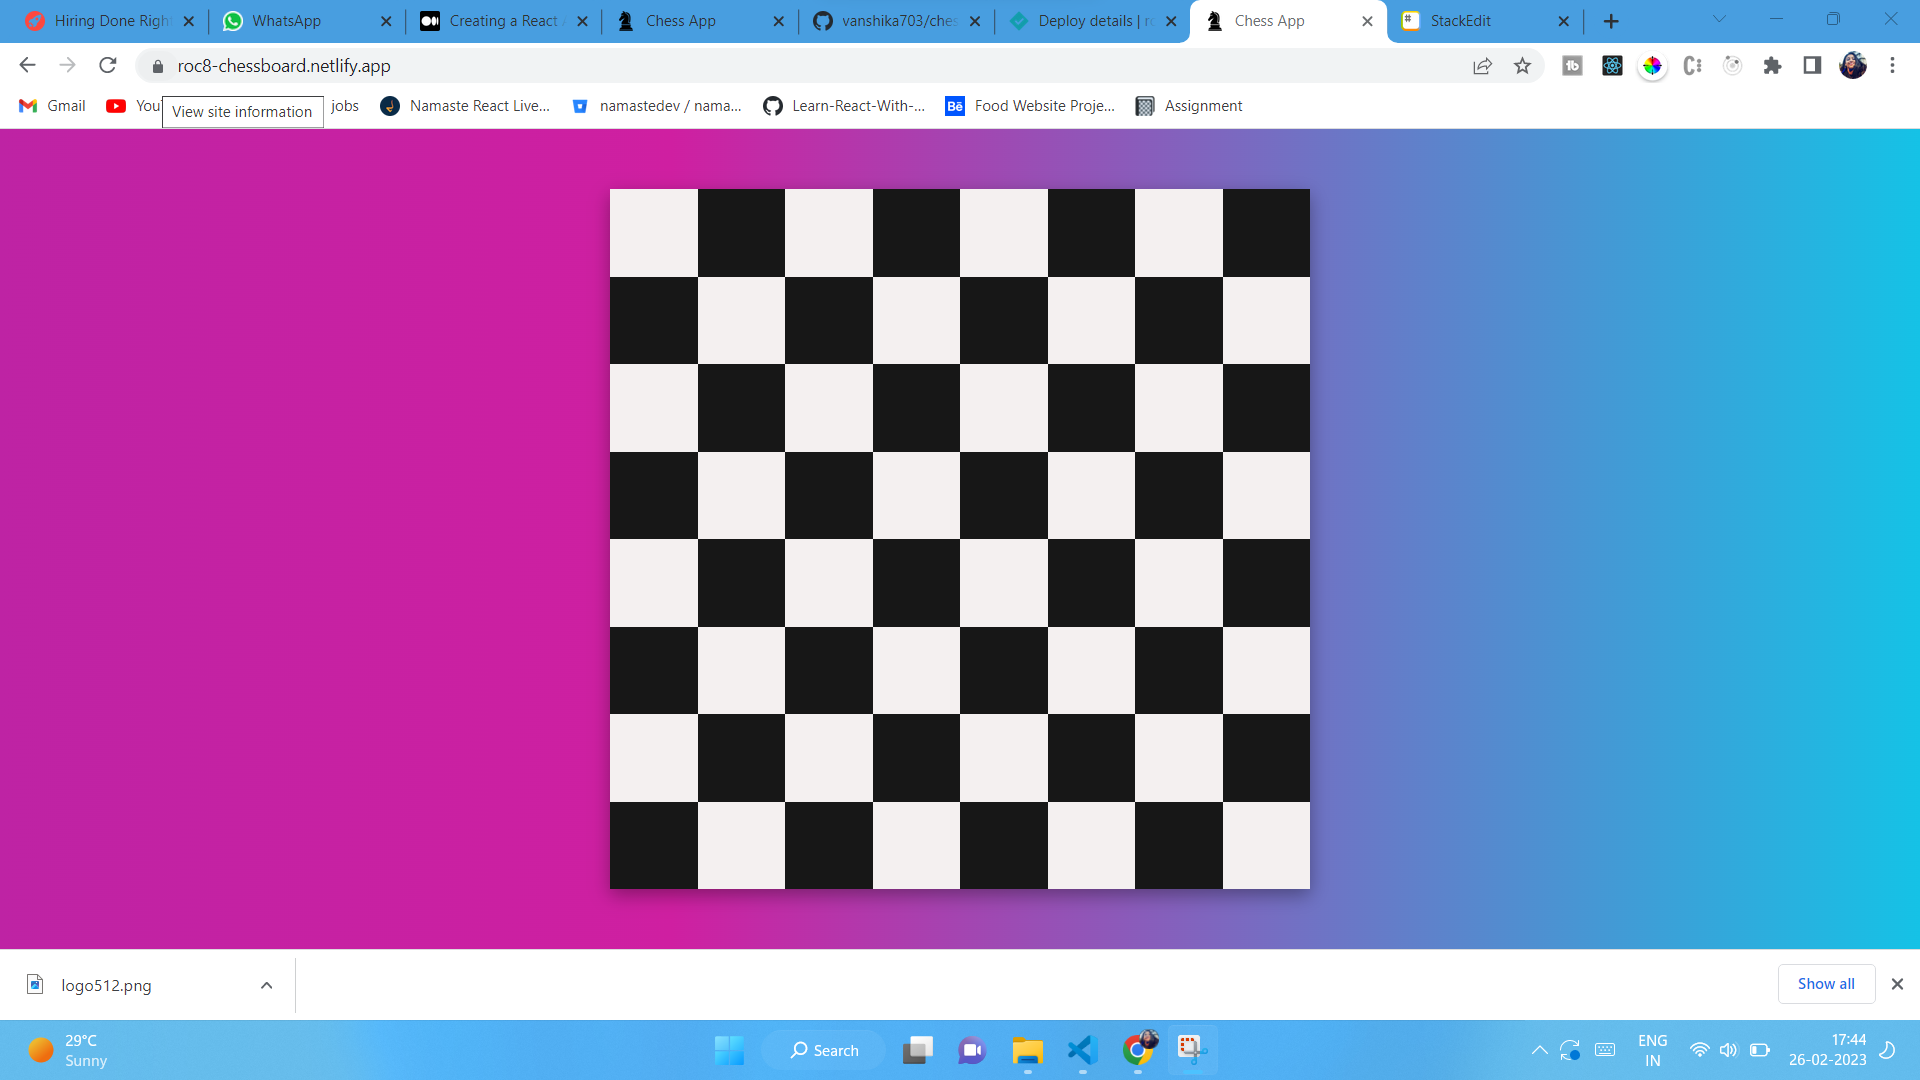 Hiring Done Righ
WhatsApp
Creating a React
Chess App
vanshika703/ches
Deploy details | ro
Chess App
StackEdit
roc8-chessboard.netlify.app
Gmail
You
View site information
jobs
Namaste React Live...
namastedev / nama...
Learn-React-With-...
Bē
Food Website Proje...
Assignment
logo512.png
Show all
29°C
Sunny
Search
ENG
IN
17:44
26-02-2023